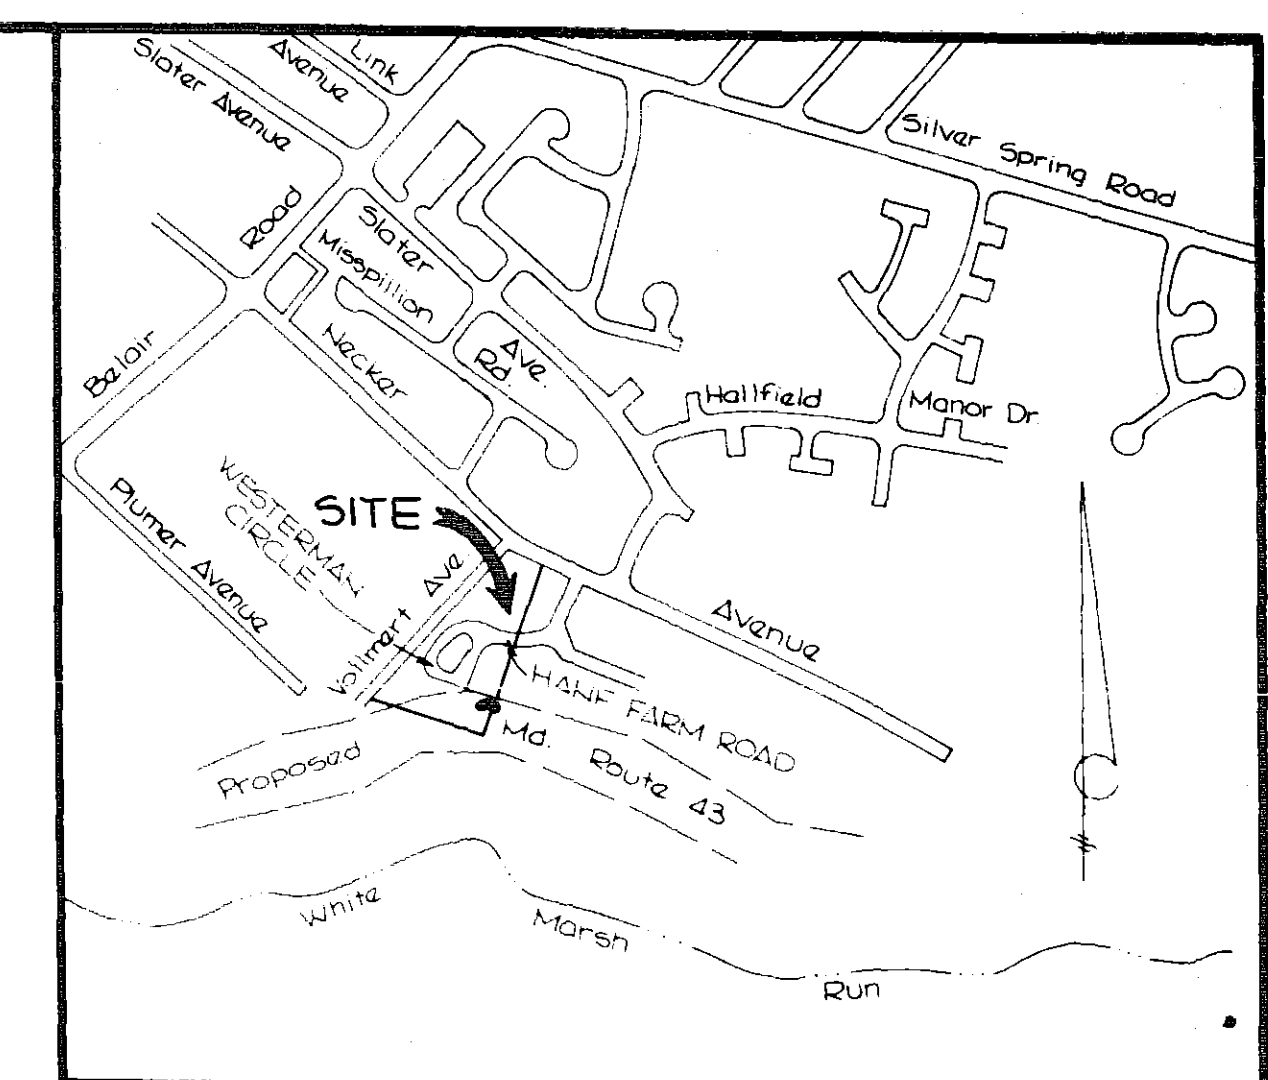 Link
Avenue
Slater Avenue
Silver Spring Road
Road
Slater
Misspillion
Ave.
Rd.
Necker
Belair
Hallfield
Manor Dr.
WESTERMAN
CIRCLE
SITE
Plumer Avenue
Vollmert Ave.
Avenue
HANF FARM ROAD
Proposed
Md. Route 43
White
Marsh
Run